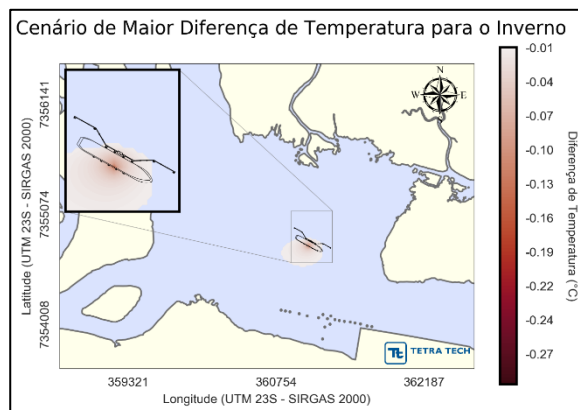 Cenário de Maior Diferença de Temperatura para o Inverno
N
W E
S
7356141
7355074
7354008
Latitude (UTM 23S - SIRGAS 2000)
359321 360754 362187
Longitude (UTM 23S - SIRGAS 2000)
Tt TETRA TECH
-0.01
-0.04
-0.07
-0.10
-0.13
-0.16
-0.19
-0.22
-0.24
-0.27
Diferença de Temperatura (°C)